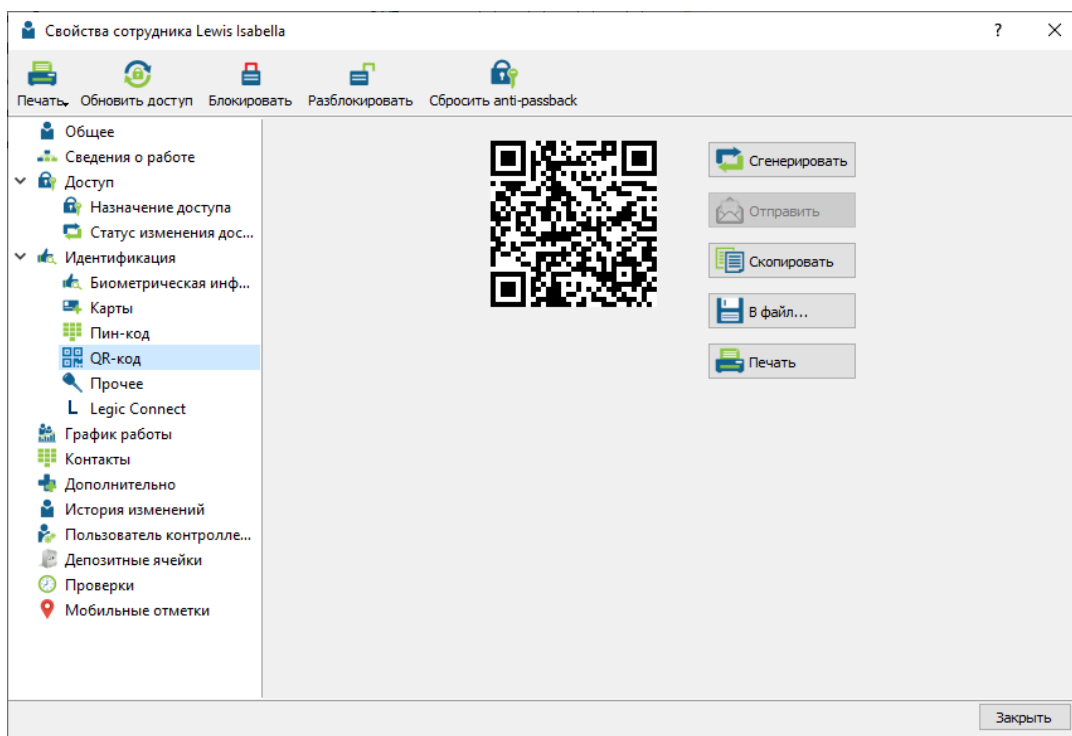 Свойства сотрудника Lewis Isabella
?
Печать
Обновить доступ
Блокировать
Разблокировать
Сбросить anti-passback
Общее
Сведения о работе
Доступ
Назначение доступа
Статус изменения дос...
Идентификация
Биометрическая инф...
Карты
Пин-код
QR-код
Прочее
L Legic Connect
График работы
Контакты
Дополнительно
История изменений
Пользователь контролле...
Депозитные ячейки
Проверки
Мобильные отметки
Сгенерировать
Отправить
Скопировать
В файл...
Печать
Закрыть